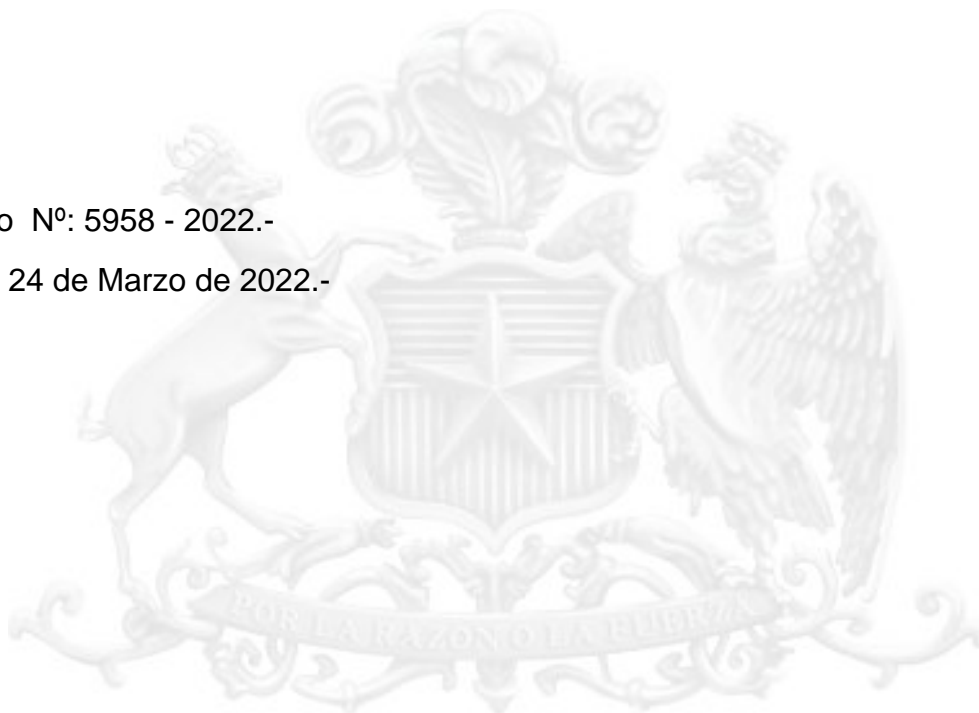 o Nº: 5958 - 2022.-
24 de Marzo de 2022.-
POR LA RAZON O LA FUERZA